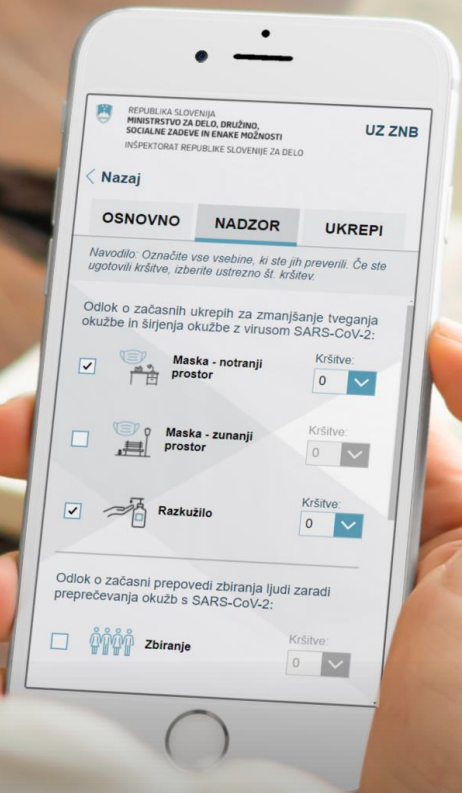 REPUBLIKA SLOVENIJA
MINISTRSTVO ZA DELO, DRUŽINO,
SOCIALNE ZADEVE IN ENAKE MOŽNOSTI
INŠPEKTORAT REPUBLIKE SLOVENIJE ZA DELO
UZ ZNB
Nazaj
OSNOVNO NADZOR UKREPI
Navodilo: Označite vse vsebine, ki ste jih preverili. Če ste
ugotovili kršitve, izberite ustrezno št. kršitev.
Odlok o začasnih ukrepih za zmanjšanje tveganja
okužbe in širjenja okužbe z virusom SARS-CoV-2:
Maska - notranji
prostor
Kršitve:
0
Maska - zunanji
prostor
Kršitve:
0
Razkužilo
Kršitve:
0
Odlok o začasni prepovedi zbiranja ljudi zaradi
preprečevanja okužb s SARS-CoV-2:
Zbiranje
Kršitve:
0